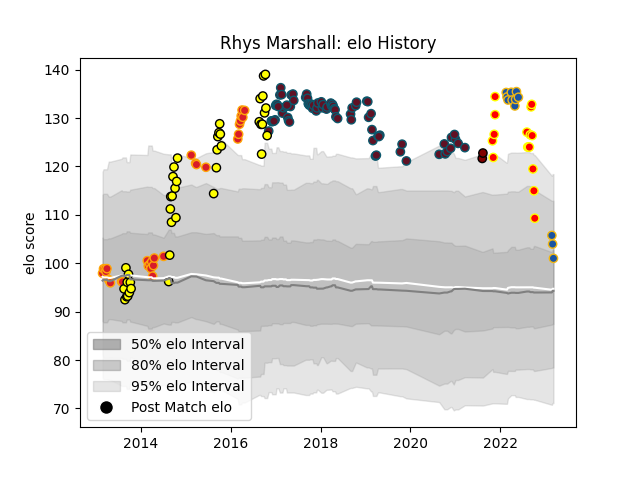 Rhys Marshall: elo History
elo score
140
130
120
110
100
90
80
70
50% elo Interval
80% elo Interval
95% elo Interval
Post Match elo
2014
2016
2018
2020
2022